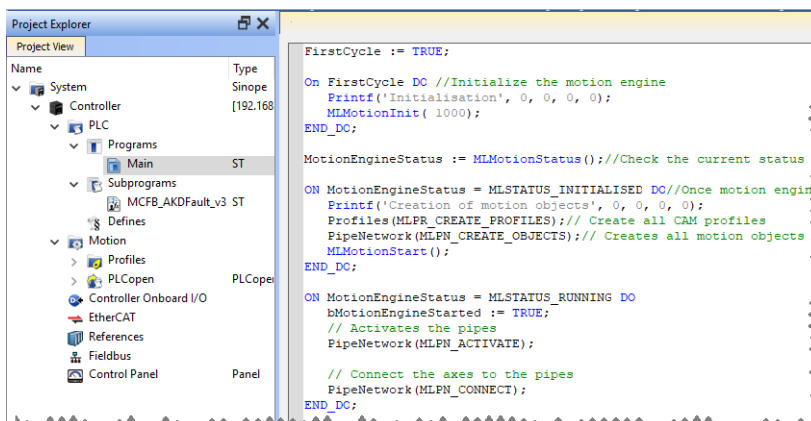 Project Explorer
Project View
Name Type
System Sinope
Controller [192.168
PLC
Programs
Main ST
Subprograms
MCFB_AKDFault_v3 ST
Defines
Motion
Profiles
PLCopen PLCoper
Controller Onboard I/O
EtherCAT
References
Fieldbus
Control Panel Panel
FirstCycle := TRUE;
On FirstCycle DO //Initialize the motion engine
Printf('Initialisation', 0, 0, 0, 0);
MLMotionInit( 1000);
END_DO;
MotionEngineStatus := MLMotionStatus();//Check the current status
ON MotionEngineStatus = MLSTATUS_INITIALISED DO//Once motion engin
Printf('Creation of motion objects', 0, 0, 0, 0);
Profiles(MLPR_CREATE_PROFILES);// Create all CAM profiles
PipeNetwork(MLPN_CREATE_OBJECTS);// Creates all motion objects
MLMotionStart();
END_DO;
ON MotionEngineStatus = MLSTATUS_RUNNING DO
bMotionEngineStarted := TRUE;
// Activates the pipes
PipeNetwork(MLPN_ACTIVATE);
// Connect the axes to the pipes
PipeNetwork(MLPN_CONNECT);
END_DO;